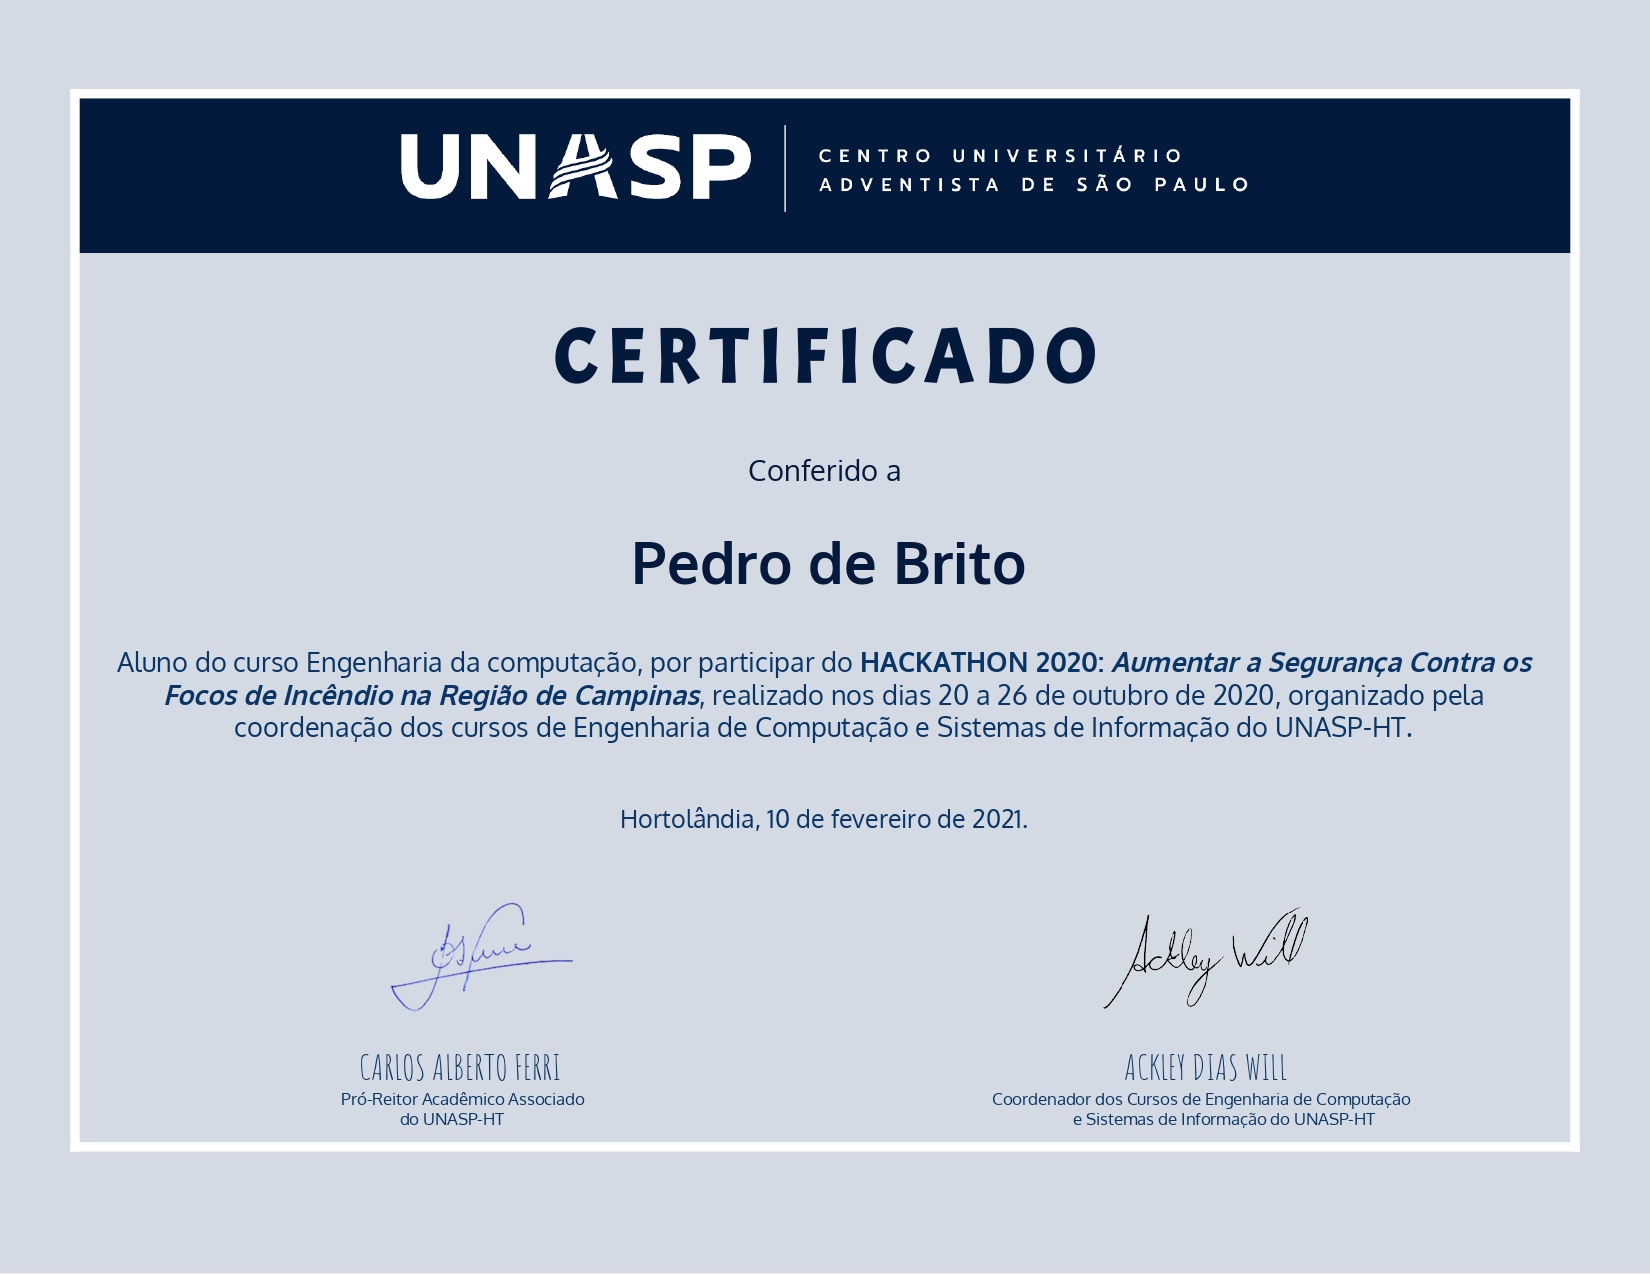 UNASP
CENTRO UNIVERSITÁRIO
ADVENTISTA DE SÃO PAULO
CERTIFICADO
Conferido a
Pedro de Brito
Aluno do curso Engenharia da computação, por participar do HACKATHON 2020: Aumentar a Segurança Contra os
Focos de Incêndio na Região de Campinas, realizado nos dias 20 a 26 de outubro de 2020, organizado pela
coordenação dos cursos de Engenharia de Computação e Sistemas de Informação do UNASP-HT.
Hortolândia, 10 de fevereiro de 2021.
Ackley Will
CARLOS ALBERTO FERRI
Pró-Reitor Acadêmico Associado
do UNASP-HT
ACKLEY DIAS WILL
Coordenador dos Cursos de Engenharia de Computação
e Sistemas de Informação do UNASP-HT